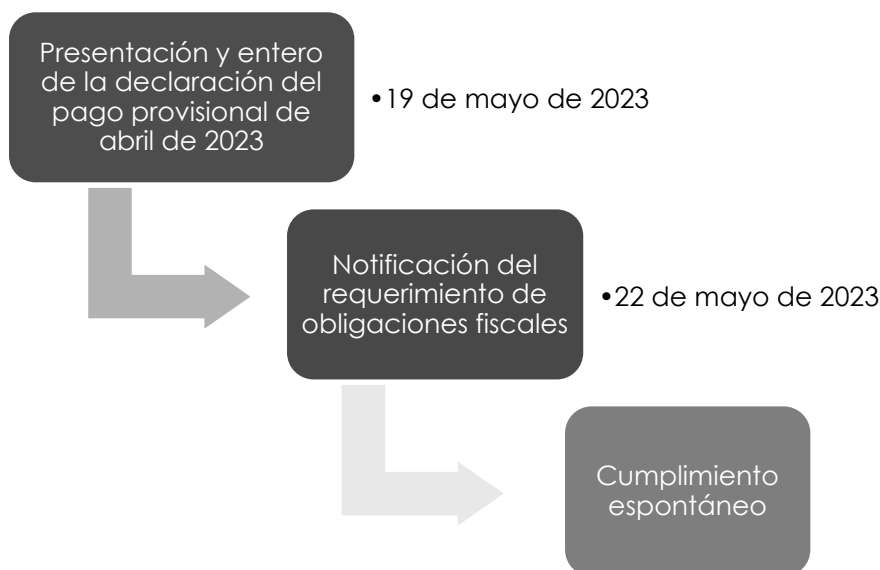 Presentación y entero
de la declaración del
pago provisional de
abril de 2023
•19 de mayo de 2023
Notificación del
requerimiento de
obligaciones fiscales
•22 de mayo de 2023
Cumplimiento
espontáneo